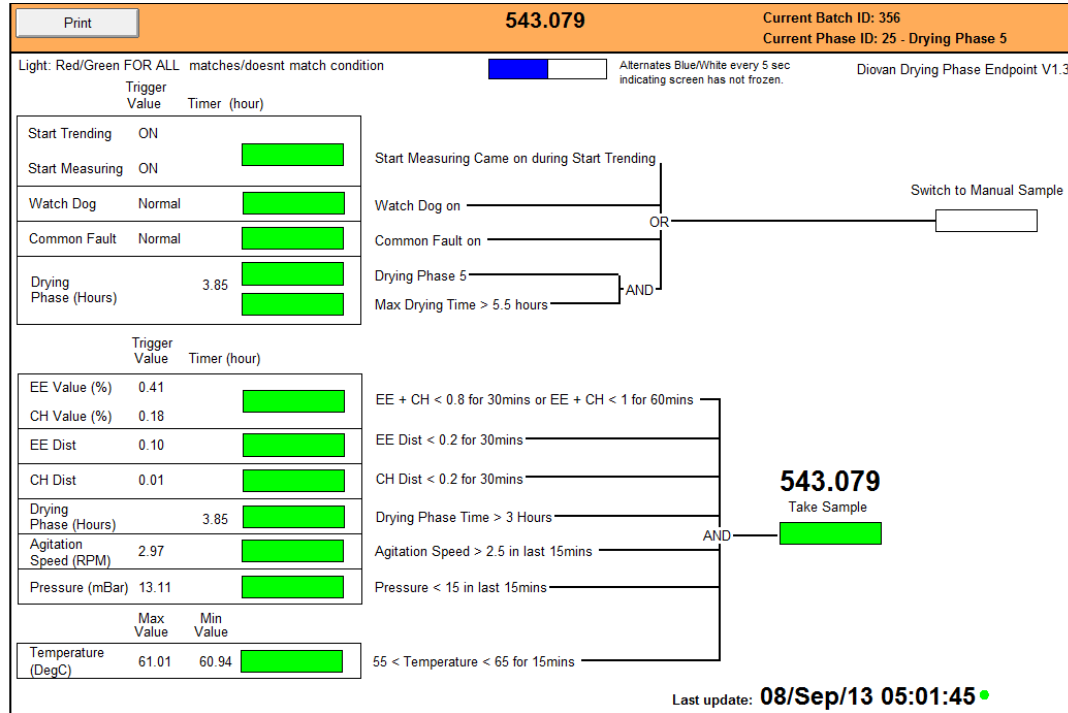 Print
543.079
Current Batch ID: 356
Current Phase ID: 25 - Drying Phase 5
Light: Red/Green FOR ALL matches/doesnt match condition
Alternates Blue/White every 5 sec
indicating screen has not frozen.
Diovan Drying Phase Endpoint V1.3
Trigger
Value
Timer (hour)
Start Trending ON
Start Measuring ON
Start Measuring Came on during Start Trending
Watch Dog Normal
Watch Dog on
Common Fault Normal
Common Fault on
Drying
Phase (Hours)
3.85
Drying Phase 5
Max Drying Time > 5.5 hours
AND
OR
Switch to Manual Sample
Trigger
Value
Timer (hour)
EE Value (%) 0.41
CH Value (%) 0.18
EE + CH < 0.8 for 30mins or EE + CH < 1 for 60mins
EE Dist 0.10
EE Dist < 0.2 for 30mins
CH Dist 0.01
CH Dist < 0.2 for 30mins
Drying
Phase (Hours)
3.85
Drying Phase Time > 3 Hours
Agitation
Speed (RPM)
2.97
Agitation Speed > 2.5 in last 15mins
Pressure (mBar) 13.11
Pressure < 15 in last 15mins
AND
543.079
Take Sample
Max
Value
Min
Value
Temperature
(DegC)
61.01 60.94
55 < Temperature < 65 for 15mins
Last update: 08/Sep/13 05:01:45